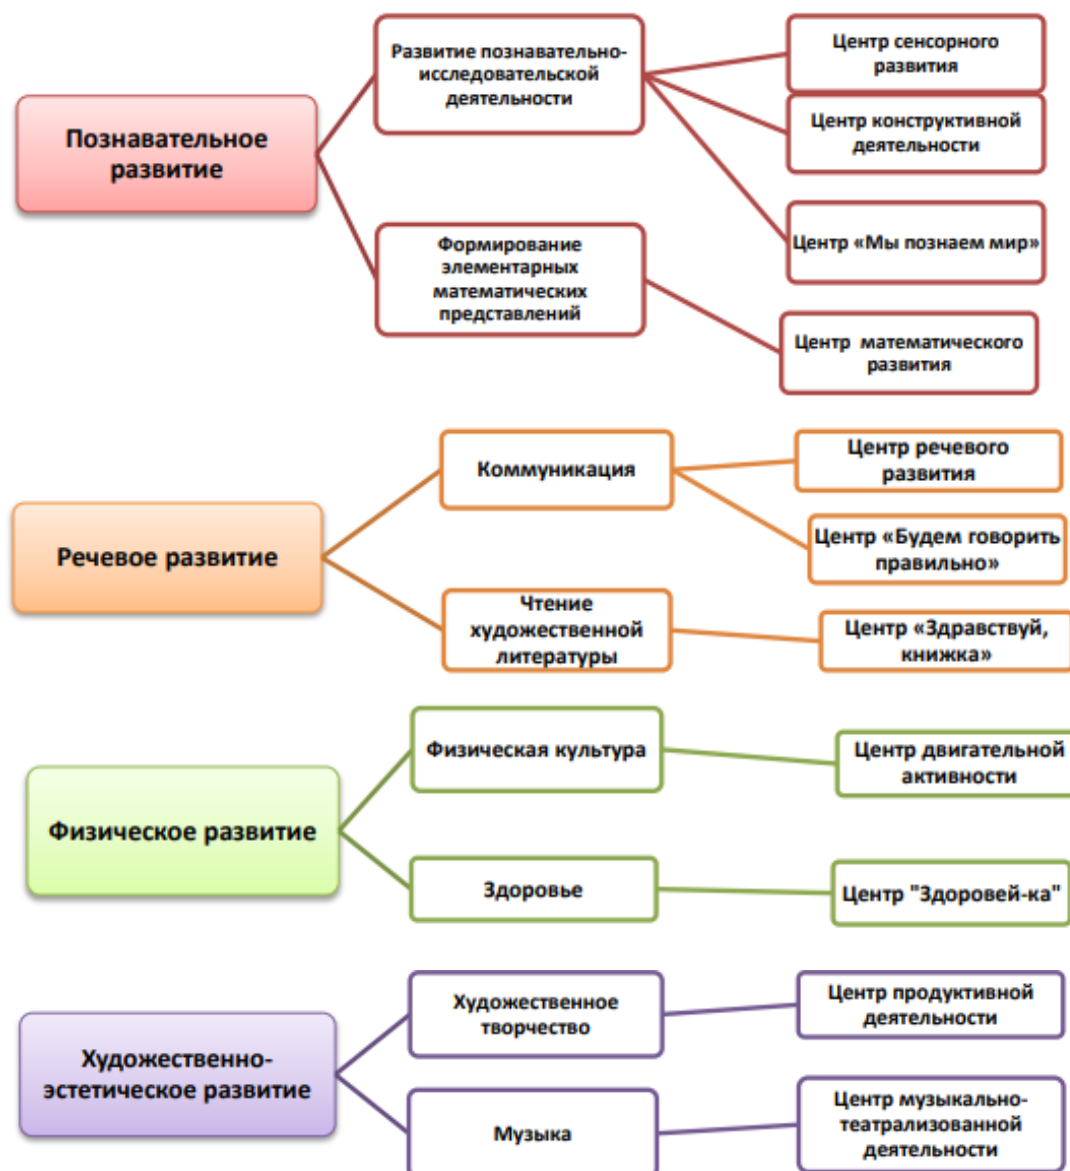 Познавательное
развитие
Развитие познавательно-
исследовательской
деятельности
Центр сенсорного
развития
Центр конструктивной
деятельности
Центр «Мы познаем мир»
Формирование
элементарных
математических
представлений
Центр математического
развития
Речевое развитие
Коммуникация
Центр речевого
развития
Центр «Будем говорить
правильно»
Чтение
художественной
литературы
Центр «Здравствуй,
книжка»
Физическое развитие
Физическая культура
Центр двигательной
активности
Здоровье
Центр "Здоровей-ка"
Художественно-
эстетическое развитие
Художественное
творчество
Центр продуктивной
деятельности
Музыка
Центр музыкально-
театрализованной
деятельности